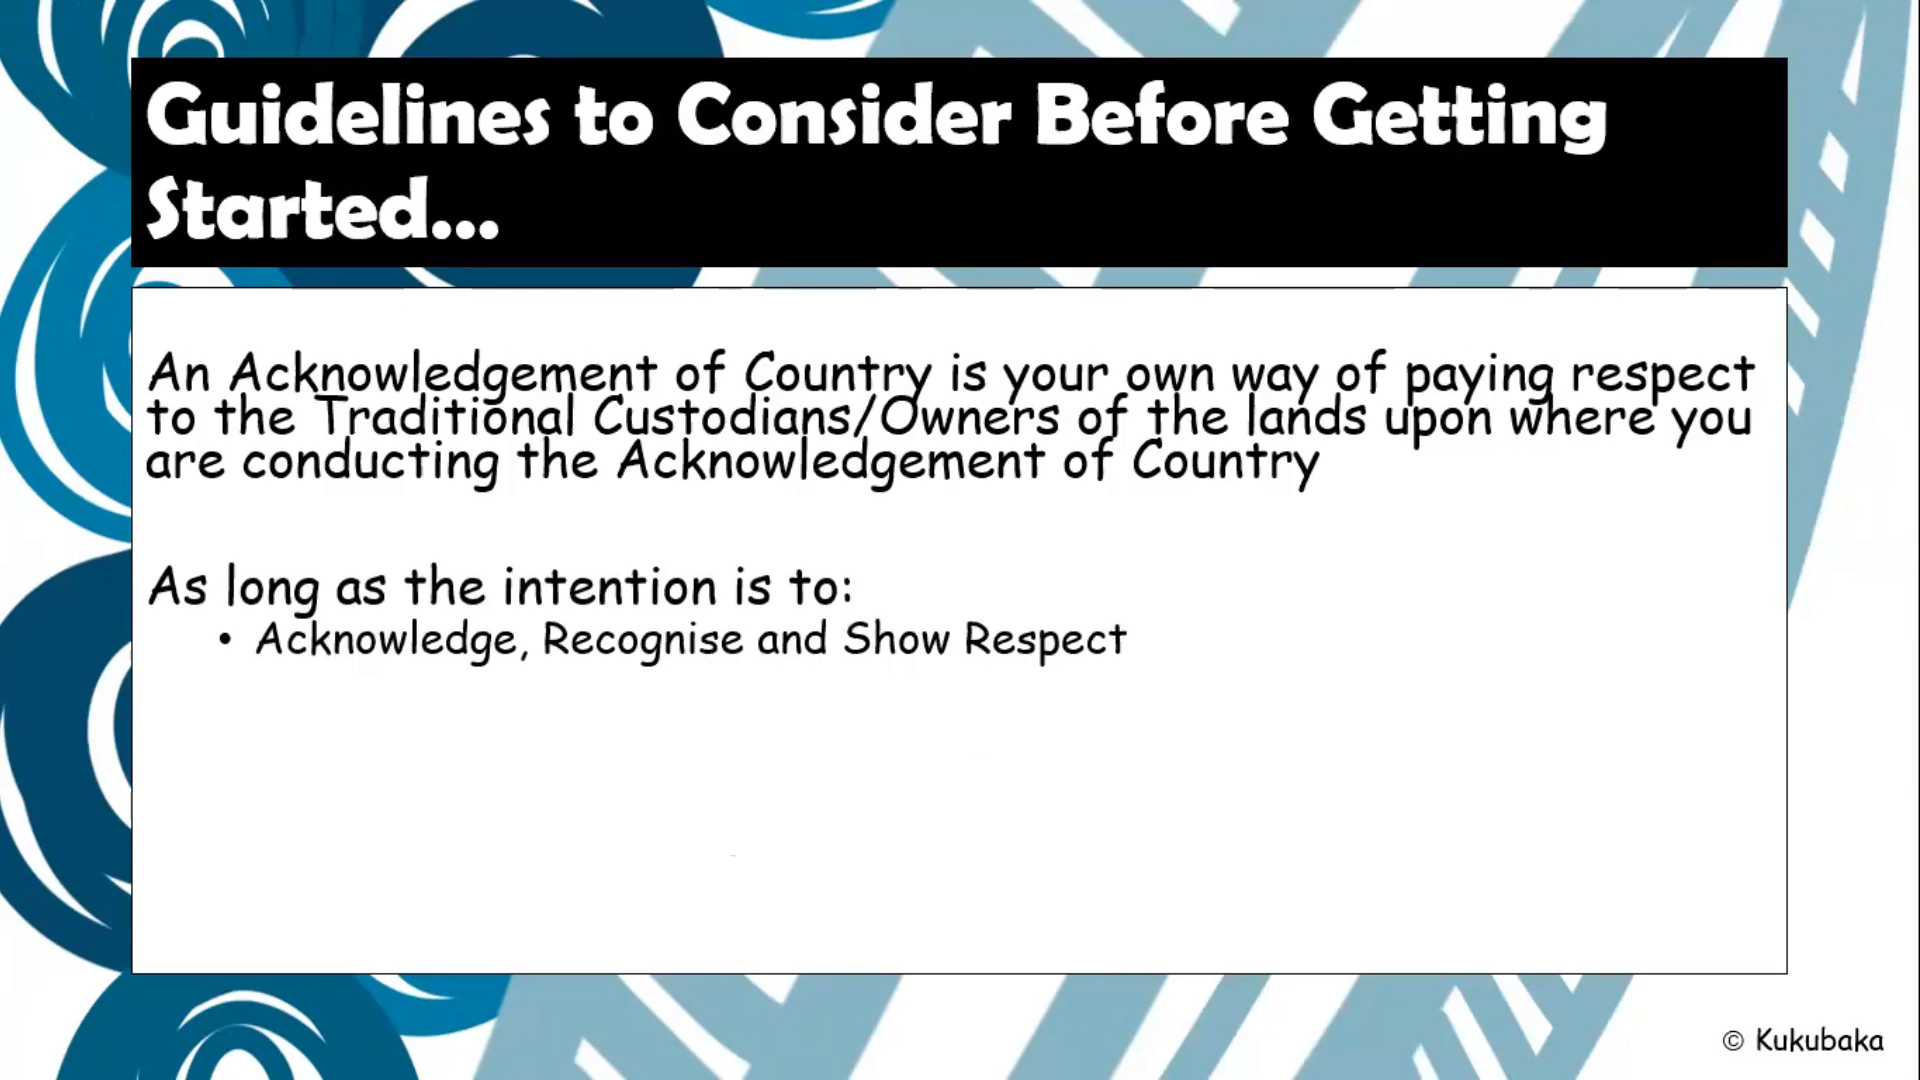 Guidelines to Consider Before Getting
Started...
An Acknowledgement of Country is your own way of paying respect
to the Traditional Custodians/Owners of the lands upon where you
are conducting the Acknowledgement of Country
As long as the intention is to:
• Acknowledge, Recognise and Show Respect
© Kukubaka